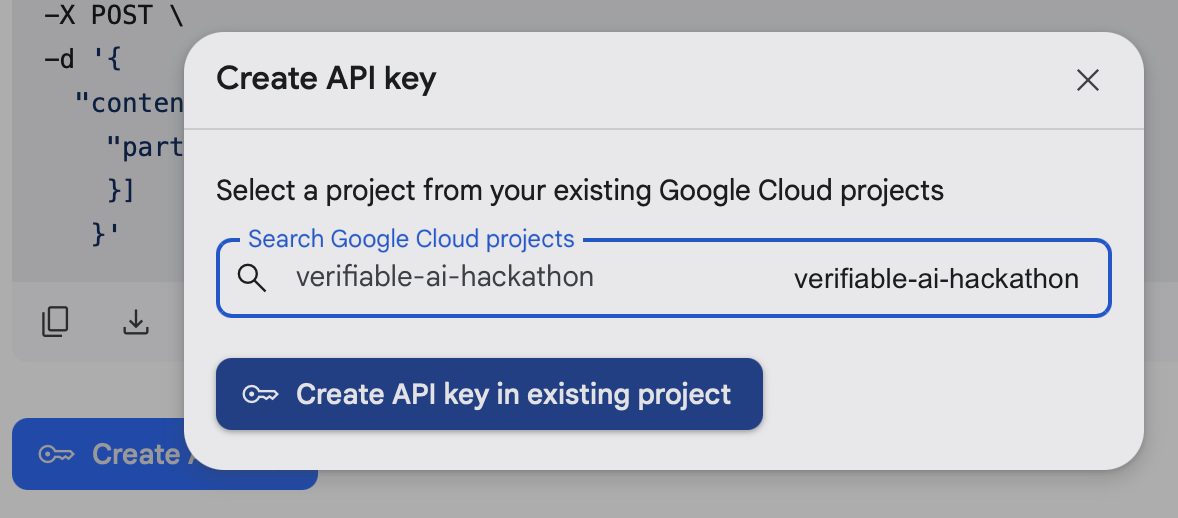 -X POST \
-d '{
"conten
"part
}]
}'
Create API key
Select a project from your existing Google Cloud projects
Search Google Cloud projects
verifiable-ai-hackathon verifiable-ai-hackathon
Create API key in existing project
Create A